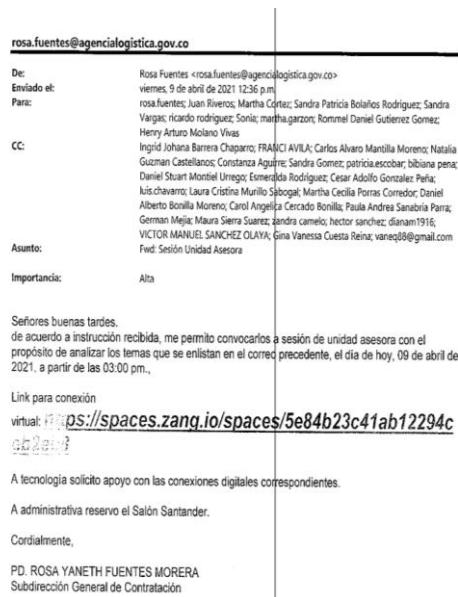 rosa.fuentes@agencialogistica.gov.co
De: Rosa Fuentes <rosa.fuentes@agencialogistica.gov.co>
Enviado el: viernes, 9 de abril de 2021 12:36 p.m.
Para: rosa.fuentes; Juan Riveros; Martha Cortez; Sandra Patricia Bolaños Rodriguez; Sandra
Vargas; ricardo rodriguez; Sonia; martha.garzon; Rommel Daniel Gutierrez Gomez;
Henry Arturo Molano Vivas
CC: Ingrid Johana Barrera Chaparro; FRANCI AVILA; Carlos Alvaro Mantilla Moreno; Natalia
Guzman Castellanos; Constanza Aguirre; Sandra Gomez; patricia.escobar; bibiana pena;
Daniel Stuart Montiel Urrego; Esmeralda Rodriguez; Cesar Adolfo Gonzalez Peña;
luis.chavarro; Laura Cristina Murillo Sabogal; Martha Cecilia Porras Corredor; Daniel
Alberto Bonilla Moreno; Carol Angelica Cercado Bonilla; Paula Andrea Sanabria Parra;
German Mejia; Maura Sierra Suarez; zandra camelo; hector sanchez; dianam1916;
VICTOR MANUEL SANCHEZ OLAYA; Gina Vanessa Cuesta Reina; vaneq88@gmail.com
Asunto: Fwd: Sesión Unidad Asesora
Importancia: Alta
Señores buenas tardes.
de acuerdo a instrucción recibida, me permito convocarlos a sesión de unidad asesora con el
propósito de analizar los temas que se enlistan en el correo precedente, el día de hoy, 09 de abril de
2021, a partir de las 03:00 pm.,
Link para conexión
virtual: ps://spaces.zang.io/spaces/5e84b23c41ab12294c
A tecnología solicito apoyo con las conexiones digitales correspondientes.
A administrativa reservo el Salón Santander.
Cordialmente,
PD. ROSA YANETH FUENTES MORERA
Subdirección General de Contratación